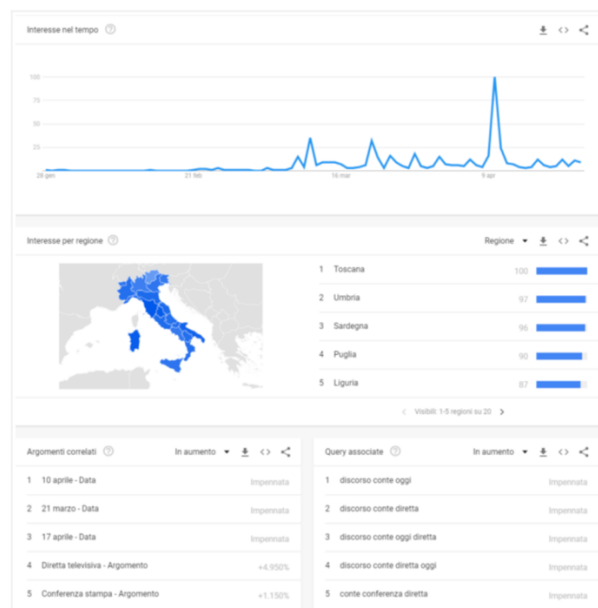 Interesse nel tempo
100
75
50
25
26 gen
21 feb
16 mar
9 apr
Interesse per regione
Regione
1 Toscana 100
2 Umbria 97
3 Sardegna 96
4 Puglia 90
5 Liguria 87
Visibili: 1-5 regioni su 20
Argomenti correlati
In aumento
1 10 aprile - Data Impennata
2 21 marzo - Data Impennata
3 17 aprile - Data Impennata
4 Diretta televisiva - Argomento +4.950%
5 Conferenza stampa - Argomento +1.150%
Query associate
In aumento
1 discorso conte oggi Impennata
2 discorso conte diretta Impennata
3 discorso conte oggi diretta Impennata
4 discorso conte diretta oggi Impennata
5 conte conferenza diretta Impennata